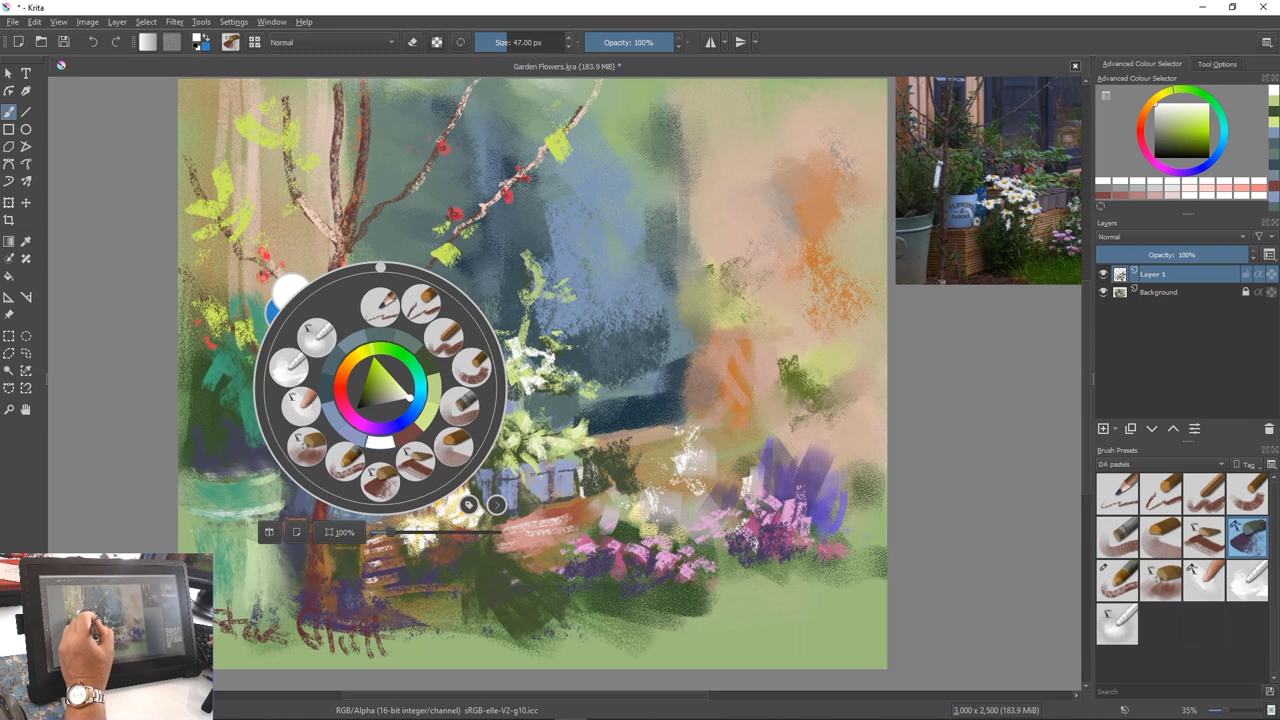 * - Krita
File Edit View Image Layer Select Filter Tools Settings Window Help
Normal Size: 47.00 px Opacity: 100%
Garden Flowers.kra (183.9 MiB) *
Advanced Colour Selector Tool Options
Advanced Colour Selector
FLOWERS & GARDEN
Layers
Normal
Opacity: 100%
Layer 1
Background
Brush Presets
DA pastels Tag
100%
Search
RGB/Alpha (16-bit integer/channel) sRGB-elle-V2-g10.icc 3,000 x 2,500 (183.9 MiB) 35%